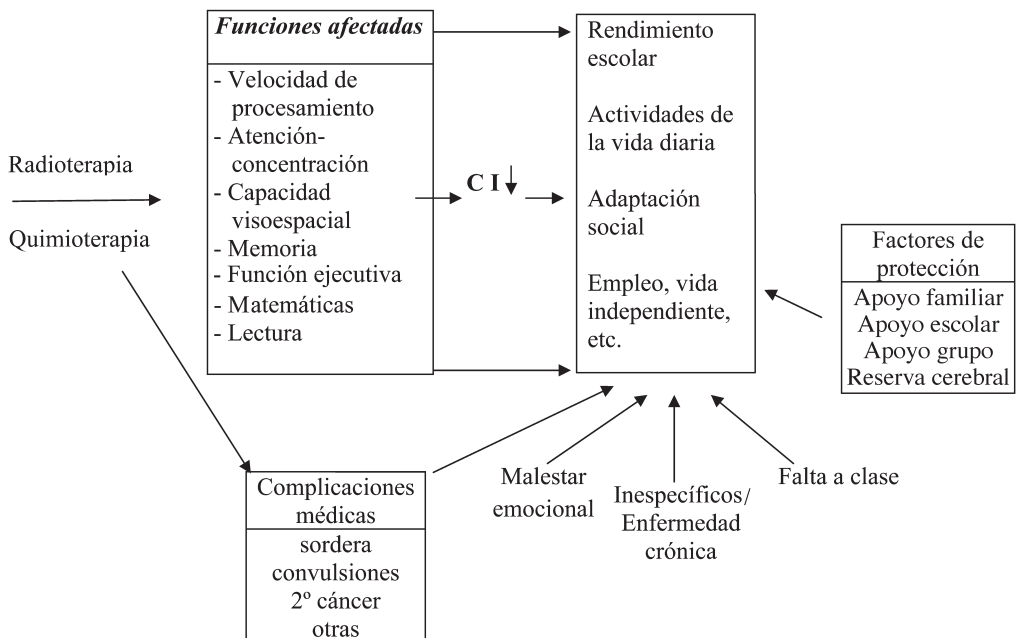 Radioterapia
Quimioterapia
Funciones afectadas
- Velocidad de
procesamiento
- Atención-
concentración
- Capacidad
visoespacial
- Memoria
- Función ejecutiva
- Matemáticas
- Lectura
C I
Rendimiento
escolar
Actividades de
la vida diaria
Adaptación
social
Empleo, vida
independiente,
etc.
Factores de
protección
Apoyo familiar
Apoyo escolar
Apoyo grupo
Reserva cerebral
Complicaciones
médicas
sordera
convulsiones
2º cáncer
otras
Malestar
emocional
Inespecíficos/
Enfermedad
crónica
Falta a clase